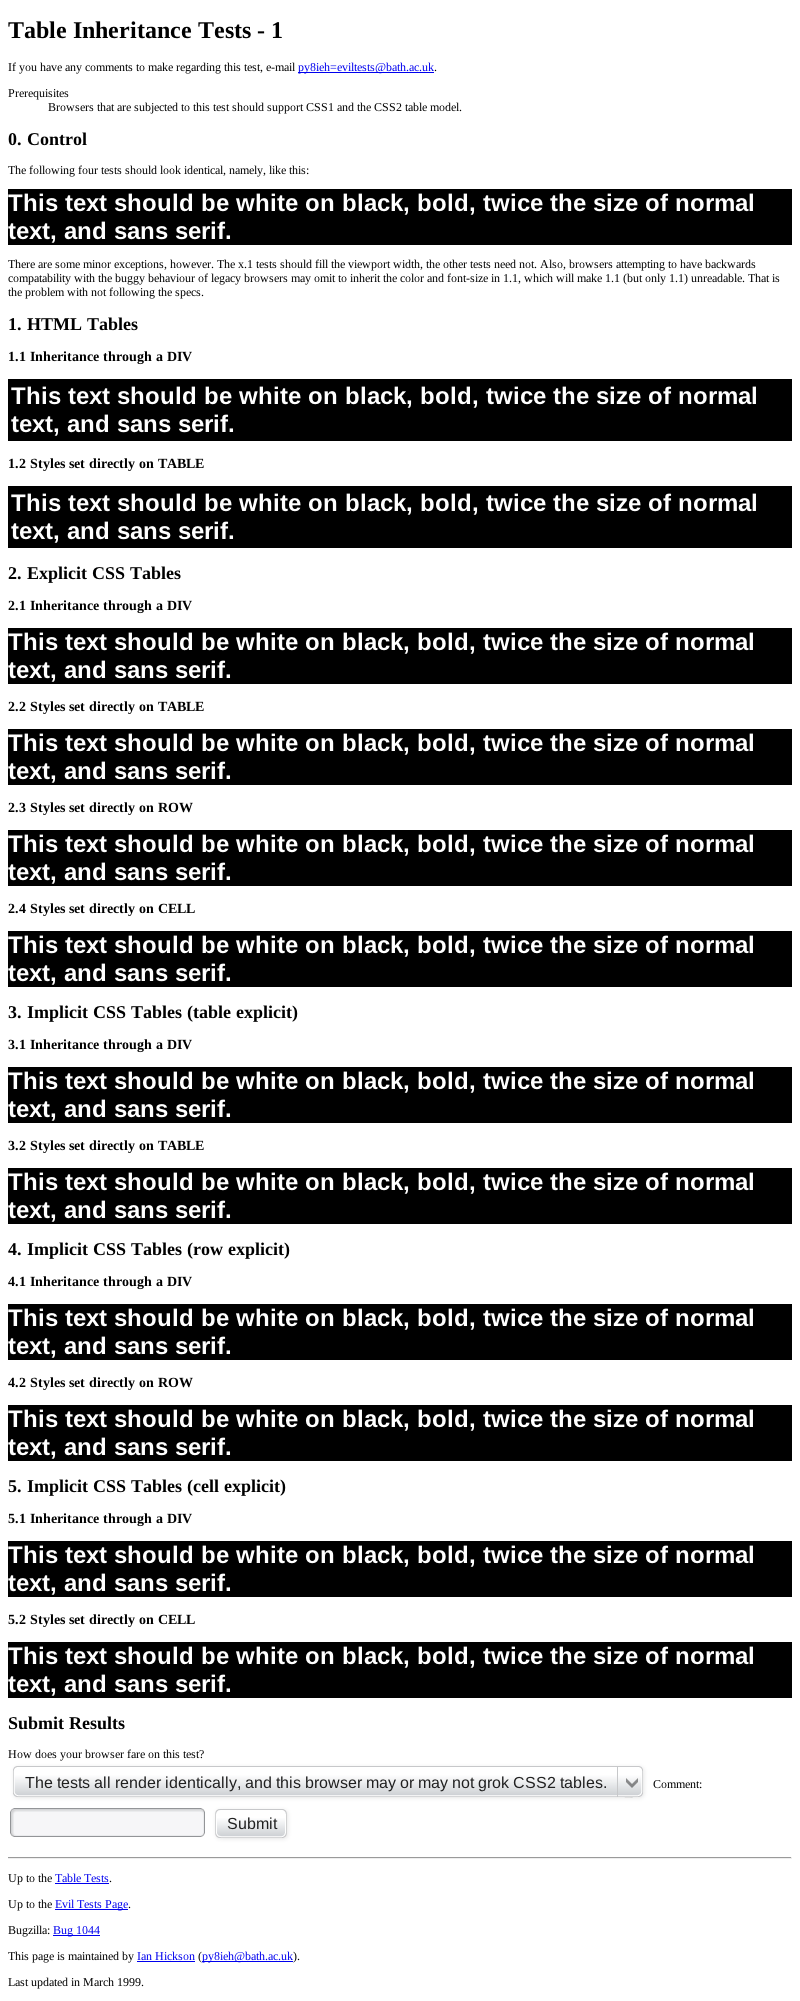 Table Inheritance Tests - 1
If you have any comments to make regarding this test, e-mail py8ieh=eviltests@bath.ac.uk.
Prerequisites
Browsers that are subjected to this test should support CSS1 and the CSS2 table model.
0. Control
The following four tests should look identical, namely, like this:
This text should be white on black, bold, twice the size of normal
text, and sans serif.
There are some minor exceptions, however. The x.1 tests should fill the viewport width, the other tests need not. Also, browsers attempting to have backwards
compatability with the buggy behaviour of legacy browsers may omit to inherit the color and font-size in 1.1, which will make 1.1 (but only 1.1) unreadable. That is
the problem with not following the specs.
1. HTML Tables
1.1 Inheritance through a DIV
This text should be white on black, bold, twice the size of normal
text, and sans serif.
1.2 Styles set directly on TABLE
This text should be white on black, bold, twice the size of normal
text, and sans serif.
2. Explicit CSS Tables
2.1 Inheritance through a DIV
This text should be white on black, bold, twice the size of normal
text, and sans serif.
2.2 Styles set directly on TABLE
This text should be white on black, bold, twice the size of normal
text, and sans serif.
2.3 Styles set directly on ROW
This text should be white on black, bold, twice the size of normal
text, and sans serif.
2.4 Styles set directly on CELL
This text should be white on black, bold, twice the size of normal
text, and sans serif.
3. Implicit CSS Tables (table explicit)
3.1 Inheritance through a DIV
This text should be white on black, bold, twice the size of normal
text, and sans serif.
3.2 Styles set directly on TABLE
This text should be white on black, bold, twice the size of normal
text, and sans serif.
4. Implicit CSS Tables (row explicit)
4.1 Inheritance through a DIV
This text should be white on black, bold, twice the size of normal
text, and sans serif.
4.2 Styles set directly on ROW
This text should be white on black, bold, twice the size of normal
text, and sans serif.
5. Implicit CSS Tables (cell explicit)
5.1 Inheritance through a DIV
This text should be white on black, bold, twice the size of normal
text, and sans serif.
5.2 Styles set directly on CELL
This text should be white on black, bold, twice the size of normal
text, and sans serif.
Submit Results
How does your browser fare on this test?
The tests all render identically, and this browser may or may not grok CSS2 tables. Comment:
Submit
Up to the Table Tests.
Up to the Evil Tests Page.
Bugzilla: Bug 1044
This page is maintained by Ian Hickson (py8ieh@bath.ac.uk).
Last updated in March 1999.